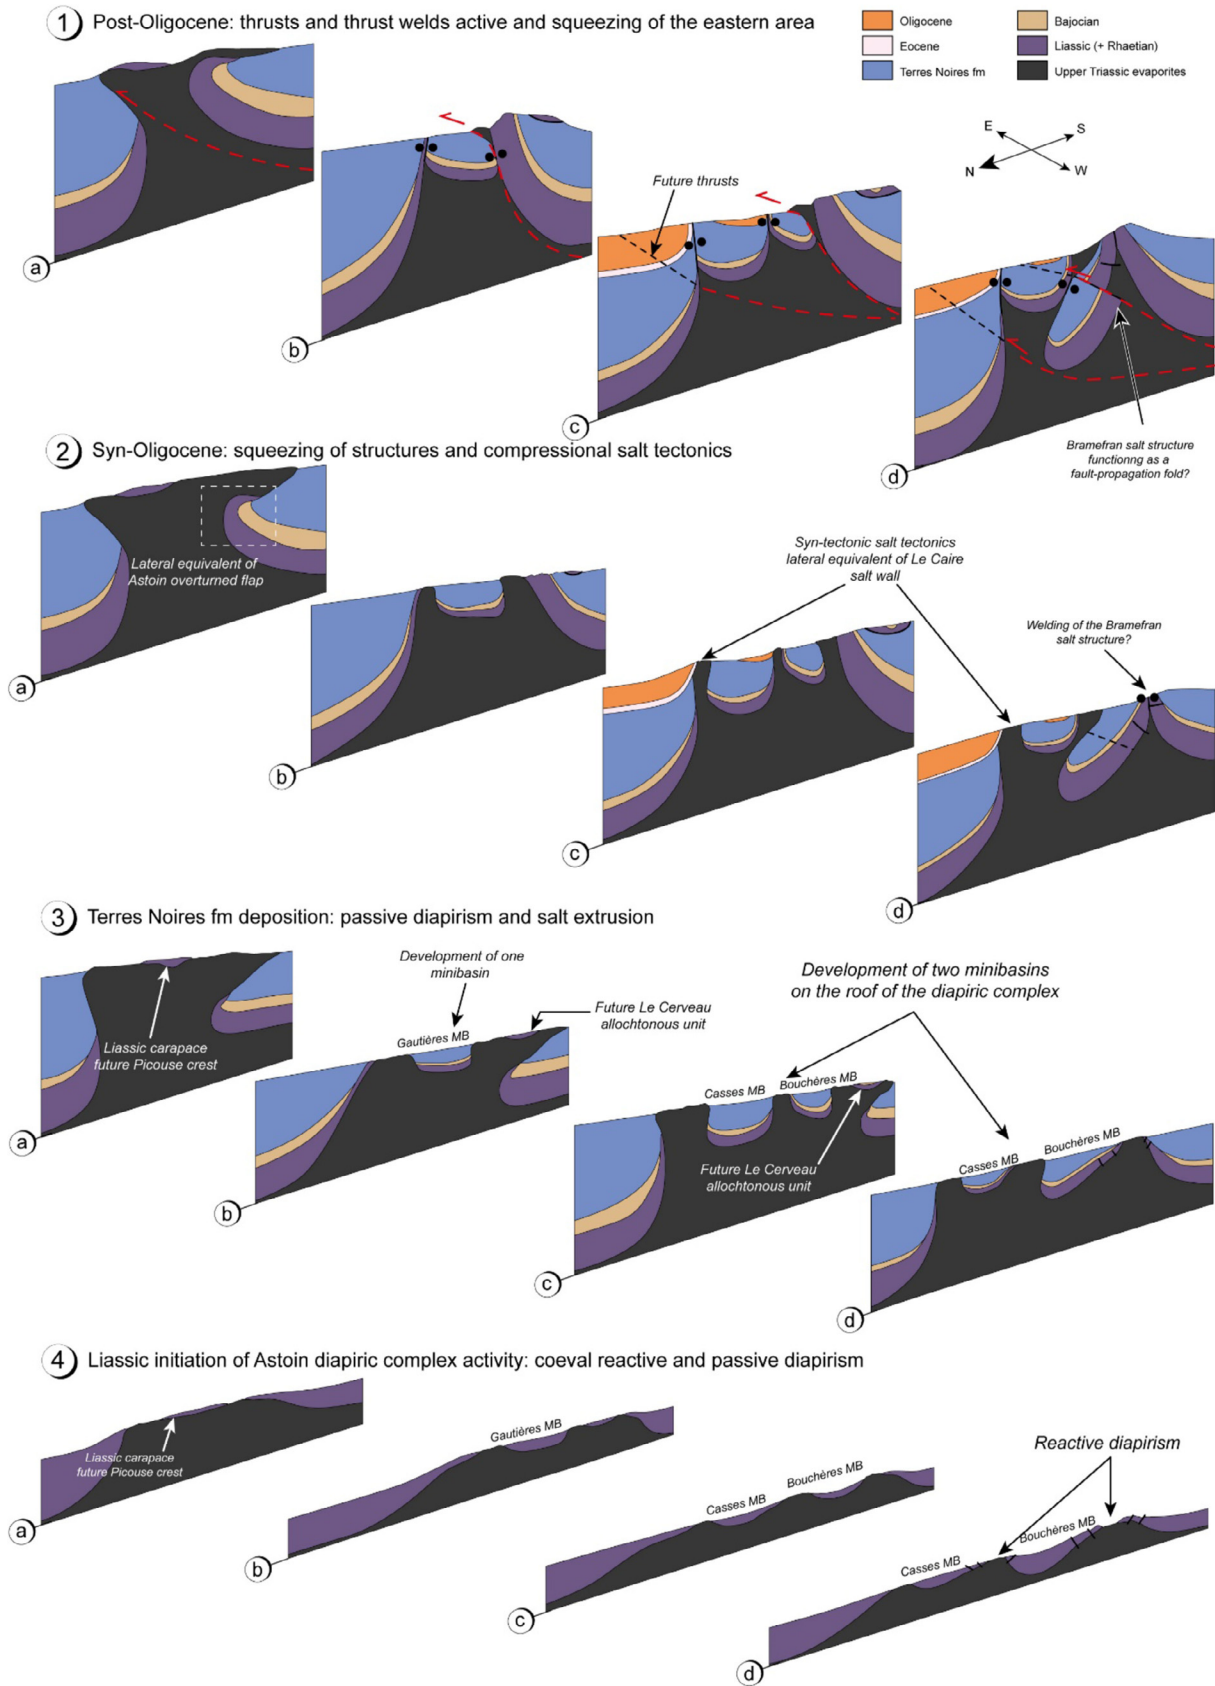 1 Post-Oligocene: thrusts and thrust welds active and squeezing of the eastern area
Oligocene
Eocene
Terres Noires fm
Bajocian
Liassic (+ Rhaetian)
Upper Triassic evaporites
E
S
N
W
a
b
Future thrusts
c
d
Bramefran salt structure
functionng as a
fault-propagation fold?
2 Syn-Oligocene: squeezing of structures and compressional salt tectonics
Lateral equivalent of
Astoin overturned flap
a
b
Syn-tectonic salt tectonics
lateral equivalent of Le Caire
salt wall
c
Welding of the Bramefran
salt structure?
d
3 Terres Noires fm deposition: passive diapirism and salt extrusion
Liassic carapace
future Picouse crest
a
Development of one
minibasin
Gautières MB
Future Le Cerveau
allochtonous unit
b
Development of two minibasins
on the roof of the diapiric complex
Casses MB
Bouchères MB
Future Le Cerveau
allochtonous unit
c
Casses MB
Bouchères MB
d
4 Liassic initiation of Astoin diapiric complex activity: coeval reactive and passive diapirism
Liassic carapace
future Picouse crest
a
Gautières MB
b
Casses MB
Bouchères MB
c
Reactive diapirism
Casses MB
Bouchères MB
d